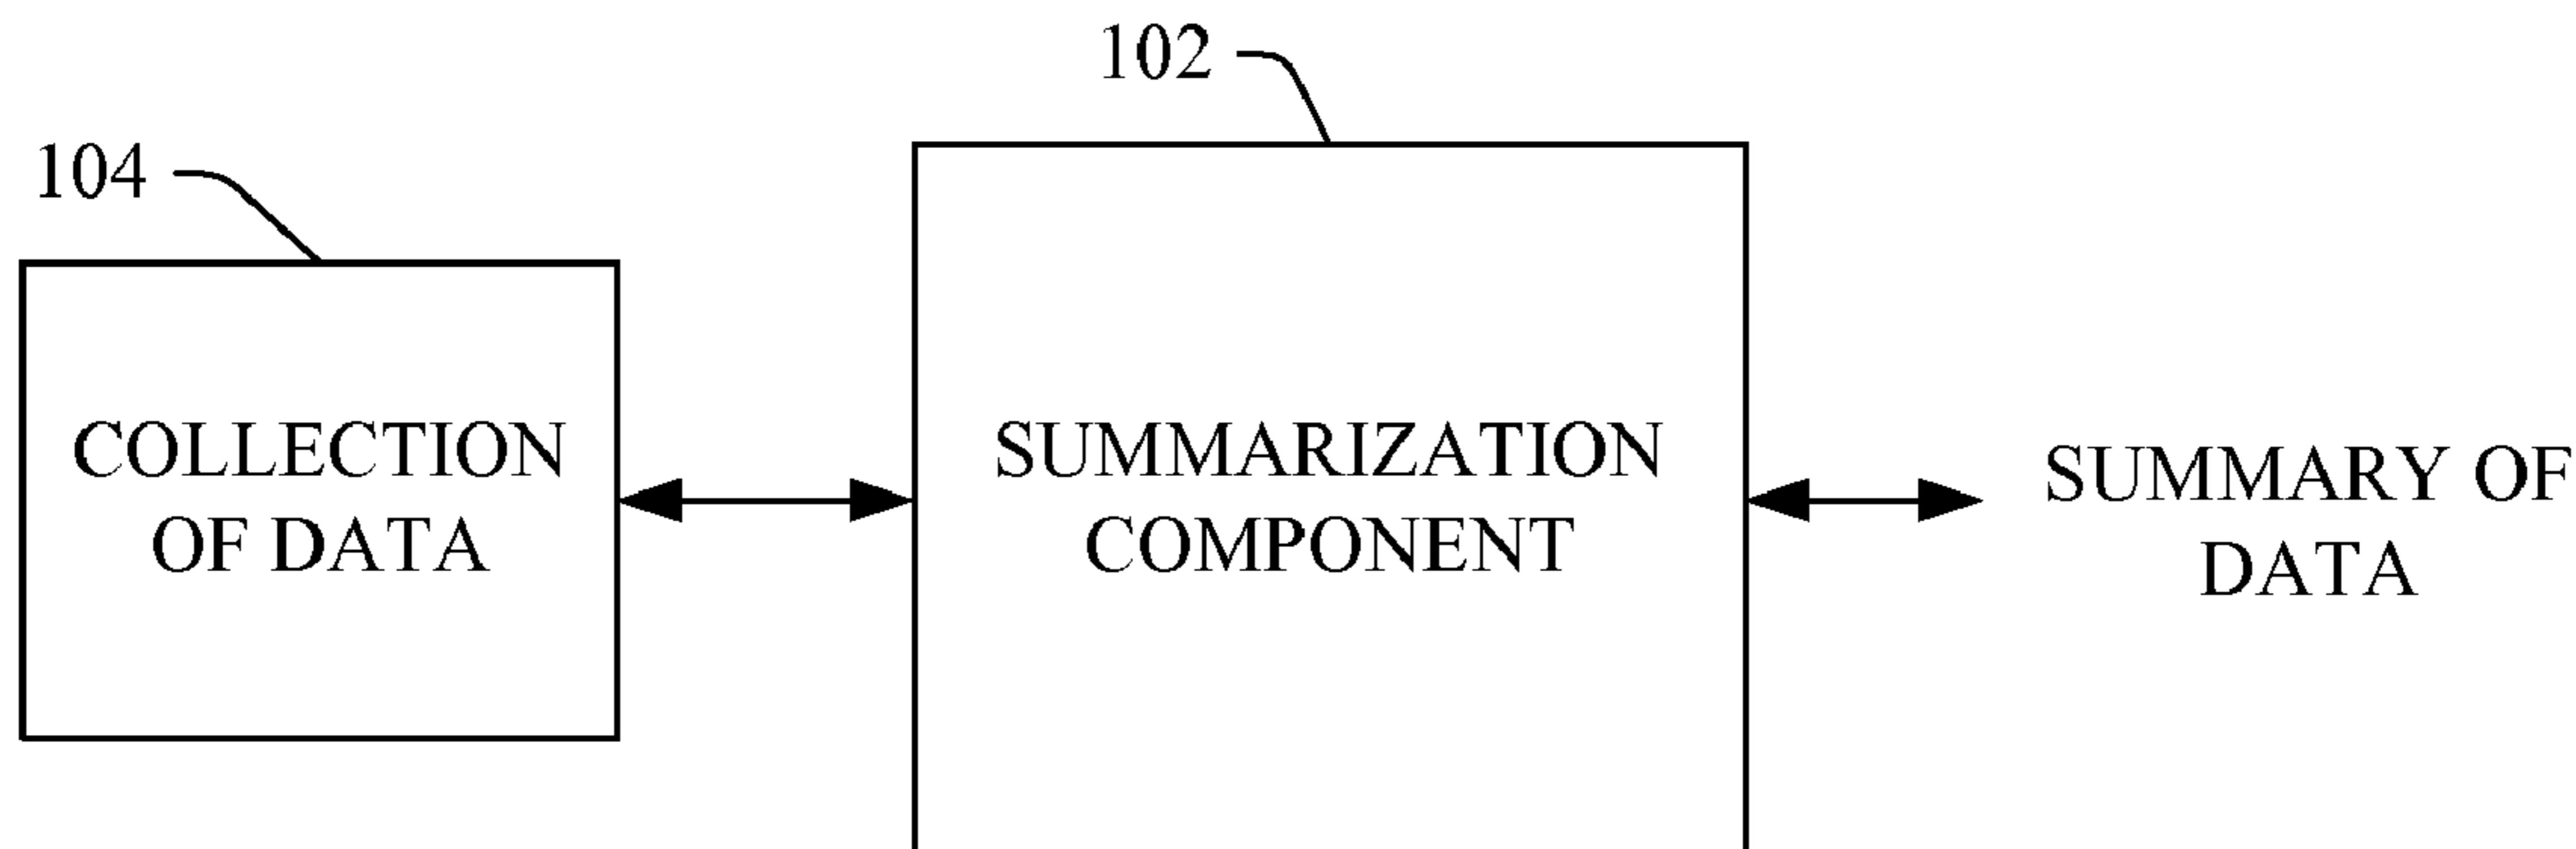 102
104
COLLECTION
OF DATA
SUMMARIZATION
COMPONENT
SUMMARY OF
DATA